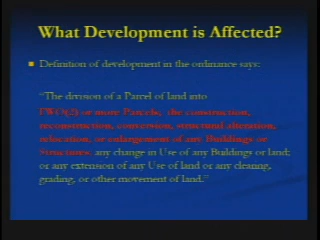 What Development is Affected?
Definition of development in the ordinance says:
"The division of a Parcel of land into
TWO(2) or more Parcels, the construction,
reconstruction, conversion, structural alteration,
relocation, or enlargement of any Buildings or
Structures; any change in Use of any Buildings or land;
or any extension of any Use of land or any clearing,
grading, or other movement of land."